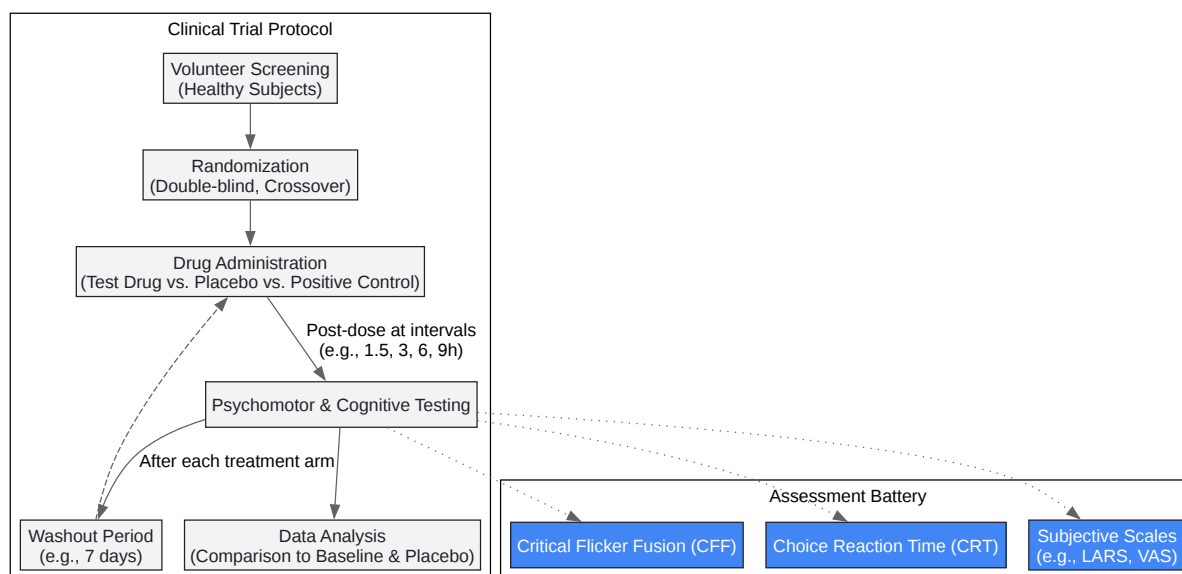 Clinical Trial Protocol
Volunteer Screening
(Healthy Subjects)
Randomization
(Double-blind, Crossover)
Drug Administration
(Test Drug vs. Placebo vs. Positive Control)
Post-dose at intervals
(e.g., 1.5, 3, 6, 9h)
Psychomotor & Cognitive Testing
After each treatment arm
Washout Period
(e.g., 7 days)
Data Analysis
(Comparison to Baseline & Placebo)
Assessment Battery
Critical Flicker Fusion (CFF)
Choice Reaction Time (CRT)
Subjective Scales
(e.g., LARS, VAS)